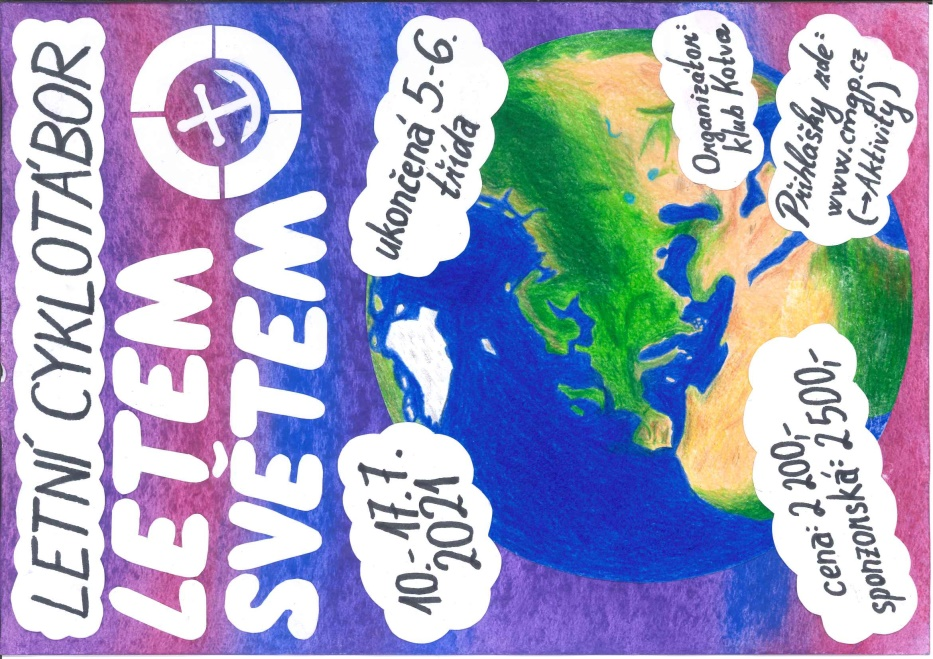 LETNÍ CYKLOTÁBOR
LETEM
SVĚTEM
ukončená 5.-6.
třída
10.-17.7.
2021
Organizátor:
klub Kotva
Přihlášky zde:
www.cmgp.cz
(→Aktivity)
cena: 2 200,-
sponzorská: 2 500,-